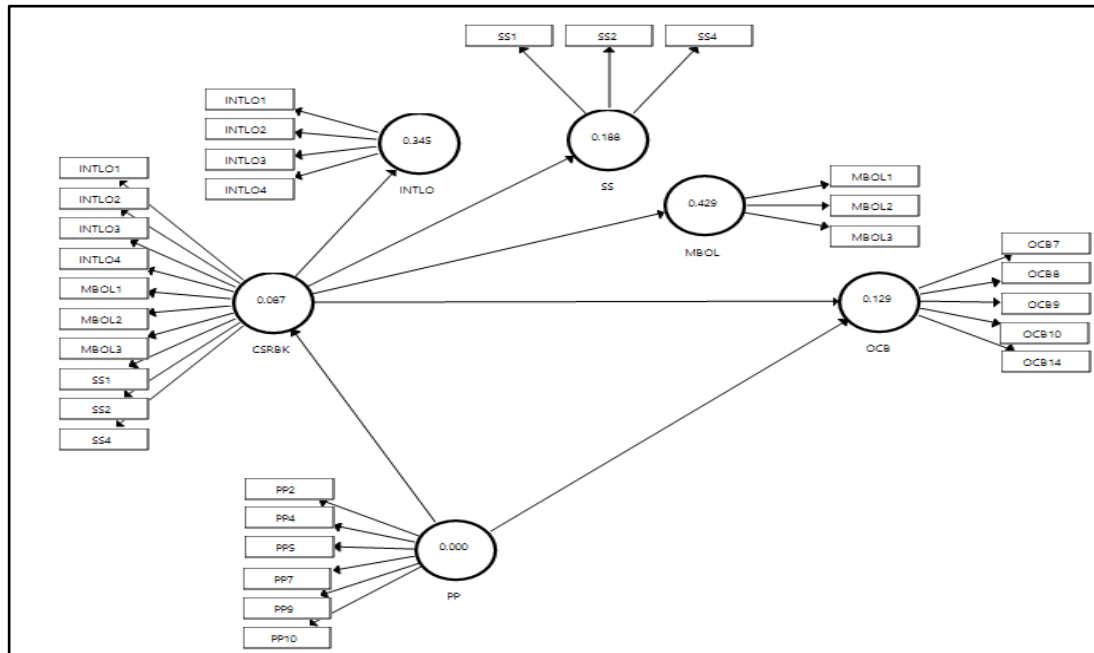 SS1
SS2
SS4
0.188
SS
INTLO1
INTLO2
INTLO3
INTLO4
0.345
INTLO
MBOL1
MBOL2
MBOL3
0.429
MBOL
INTLO1
INTLO2
INTLO3
INTLO4
MBOL1
MBOL2
MBOL3
SS1
SS2
SS4
0.087
CSRBK
OCB7
OCB8
OCB9
OCB10
OCB14
0.129
OCB
PP2
PP4
PP5
PP7
PP9
PP10
0.000
PP